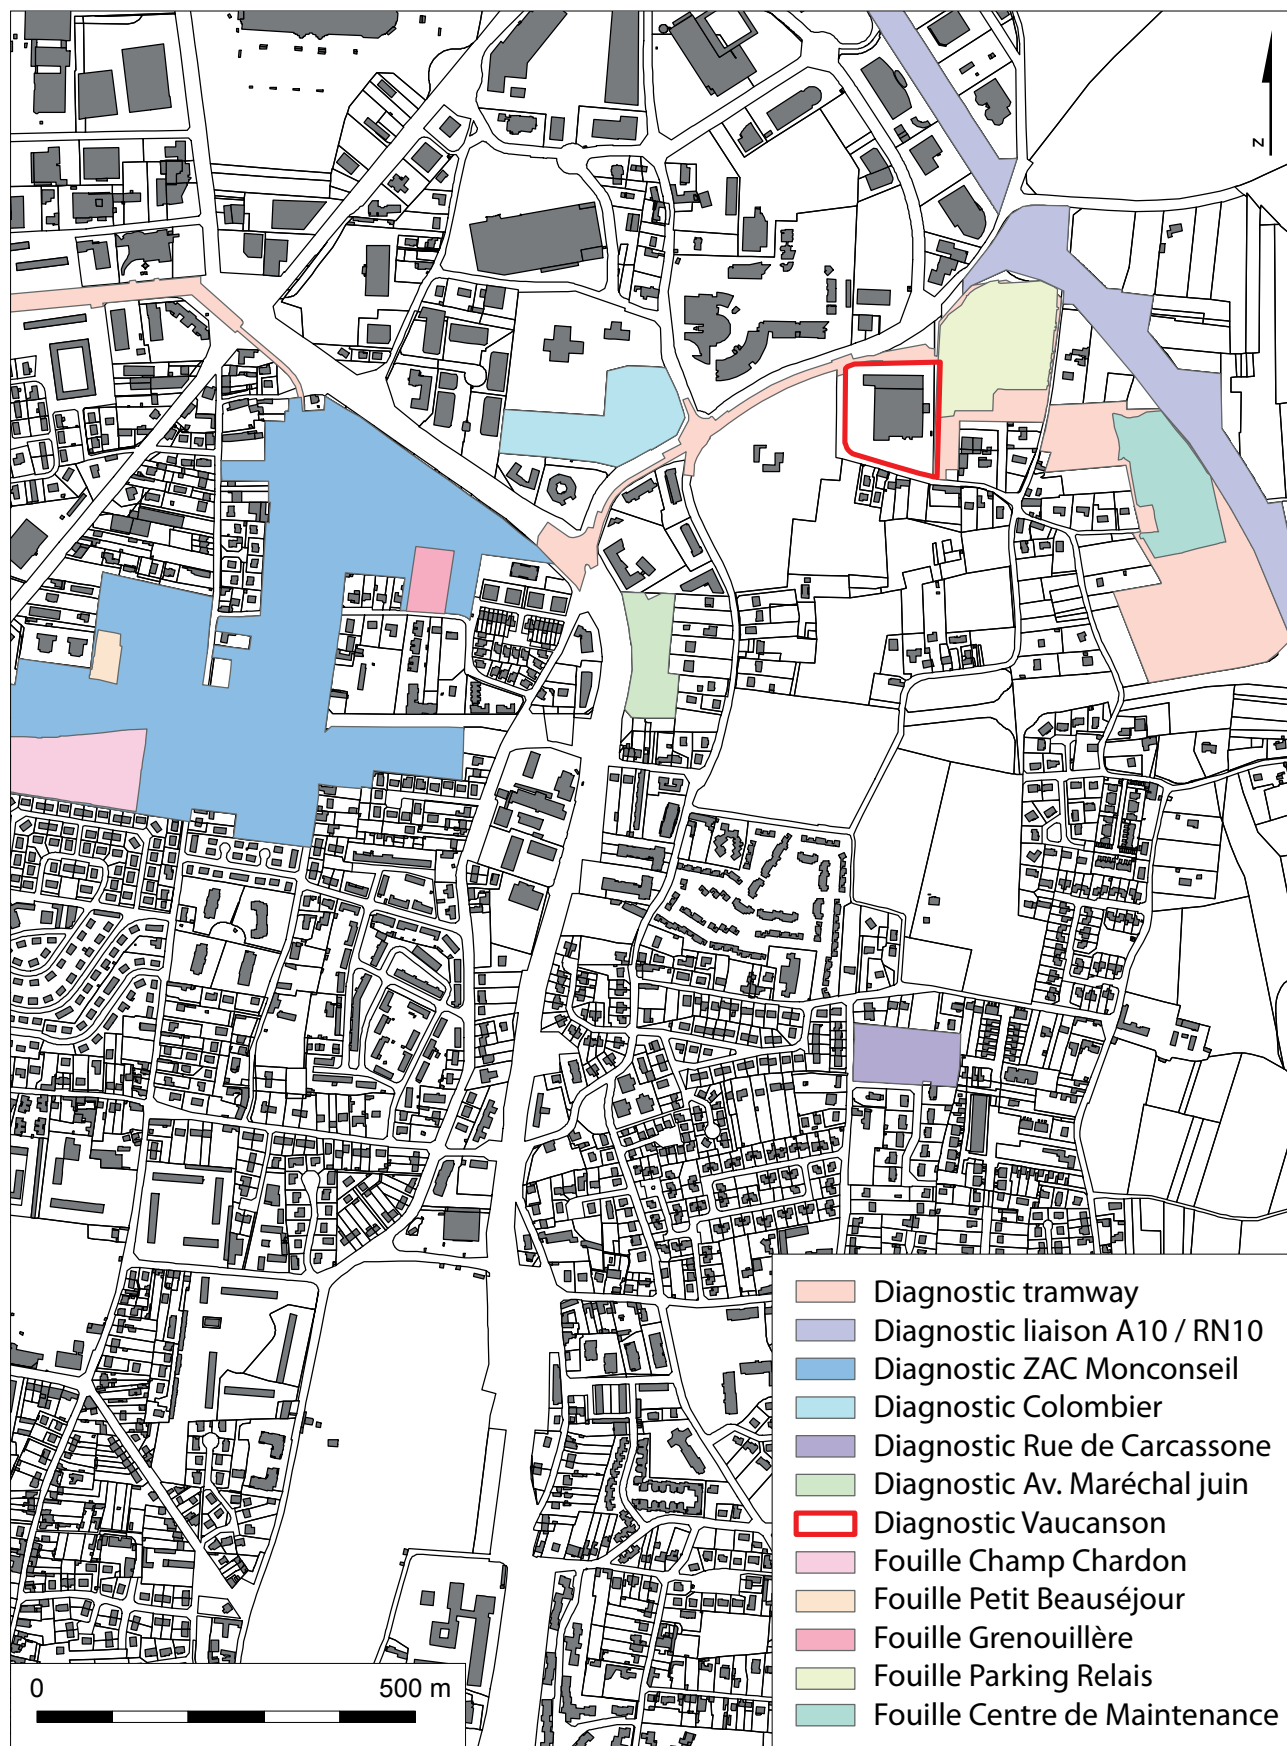 z
Diagnostic tramway
Diagnostic liaison A10 / RN10
Diagnostic ZAC Monconseil
Diagnostic Colombier
Diagnostic Rue de Carcassone
Diagnostic Av. Maréchal juin
Diagnostic Vaucanson
Fouille Champ Chardon
Fouille Petit Beauséjour
Fouille Grenouillère
Fouille Parking Relais
Fouille Centre de Maintenance
0 500 m